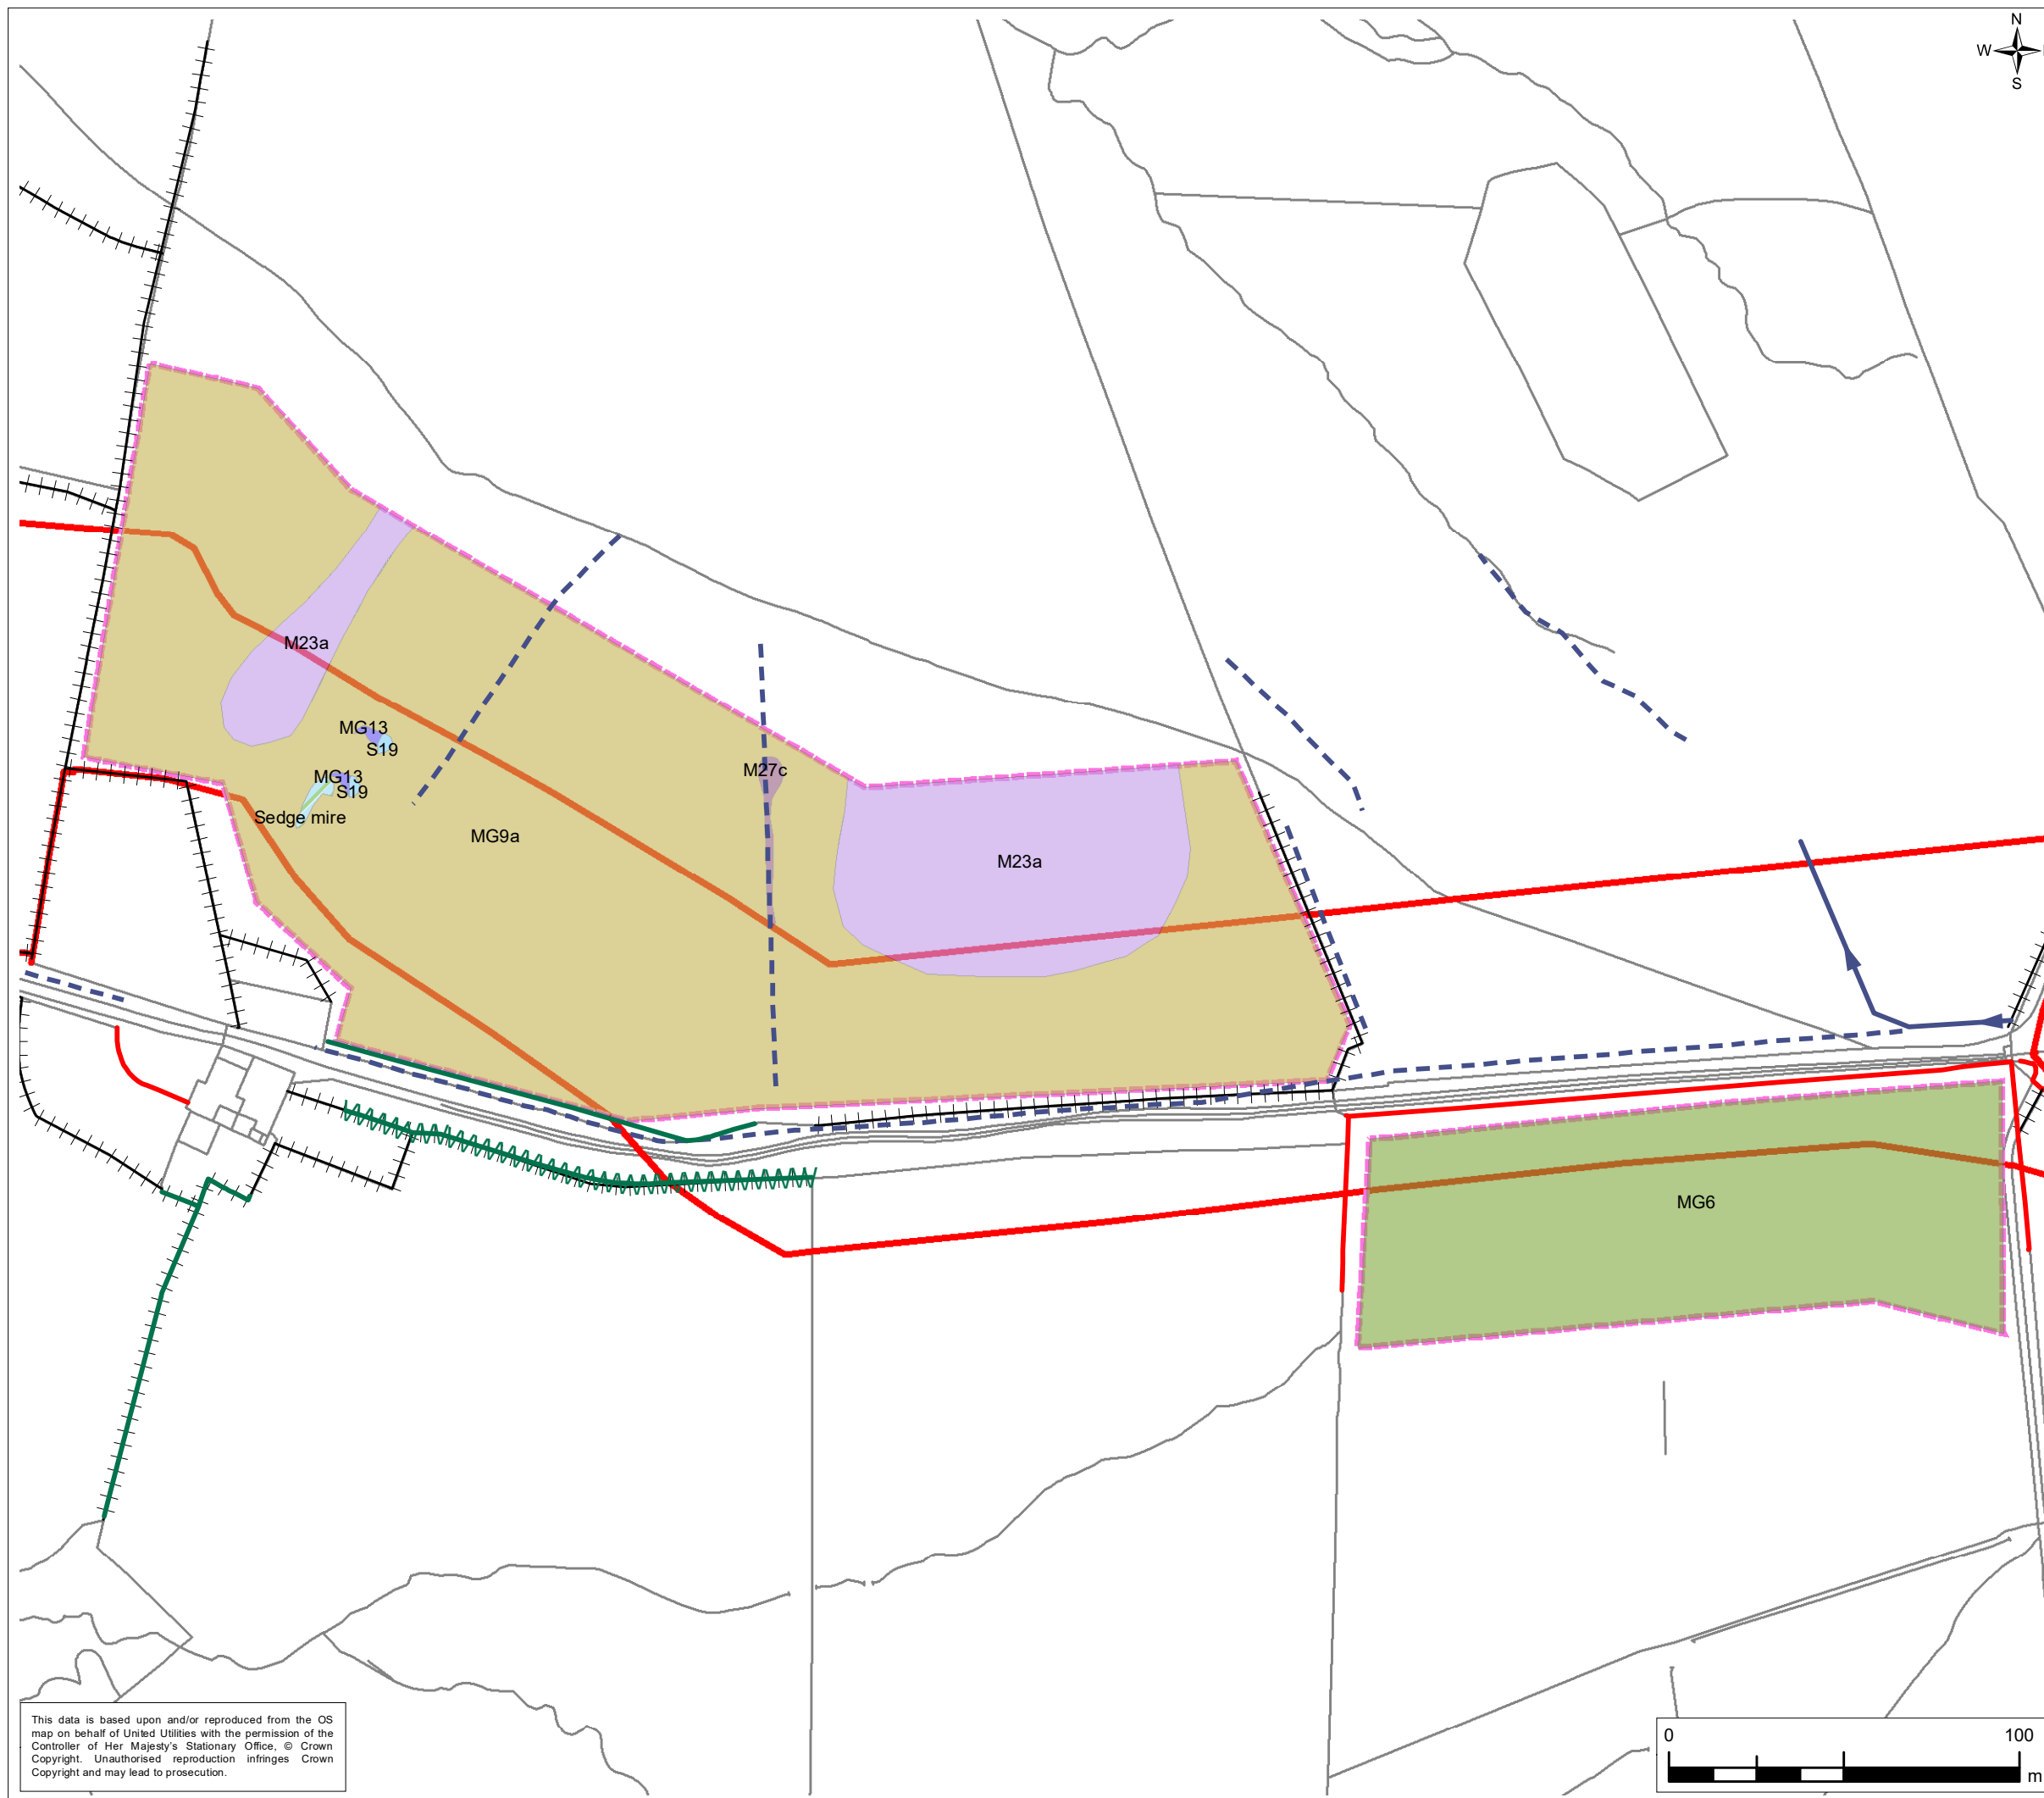 N
W
S
M23a
MG13
S19
MG13
S19
Sedge mire
MG9a
M27c
M23a
MG6
This data is based upon and/or reproduced from the OS
map on behalf of United Utilities with the permission of the
Controller of Her Majesty's Stationary Office, © Crown
Copyright. Unauthorised reproduction infringes Crown
Copyright and may lead to prosecution.
0 100
m